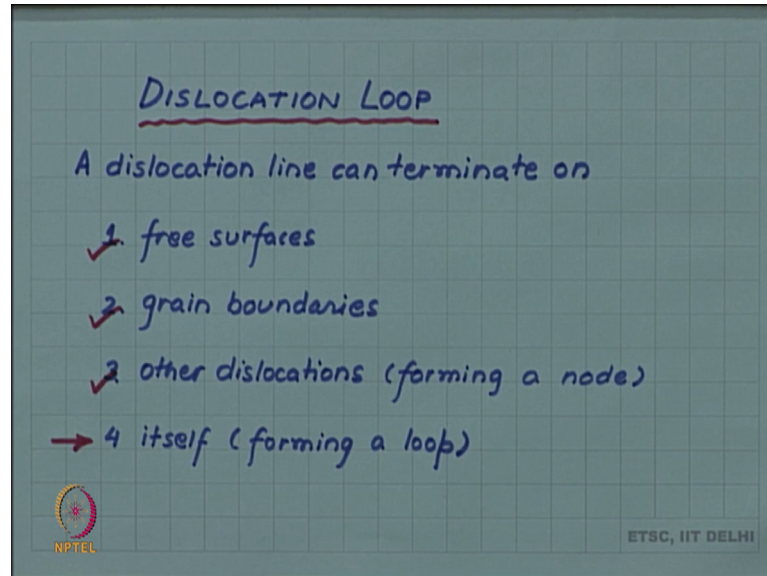 DISLOCATION LOOP
A dislocation line can terminate on
1. free surfaces
2. grain boundaries
3 other dislocations (forming a node)
→ 4 itself (forming a loop)
NPTEL
ETSC, IIT DELHI